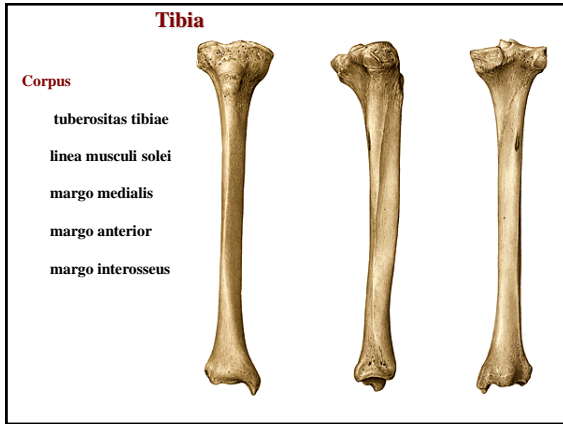 Tibia
Corpus
tuberositas tibiae
linea musculi solei
margo medialis
margo anterior
margo interosseus